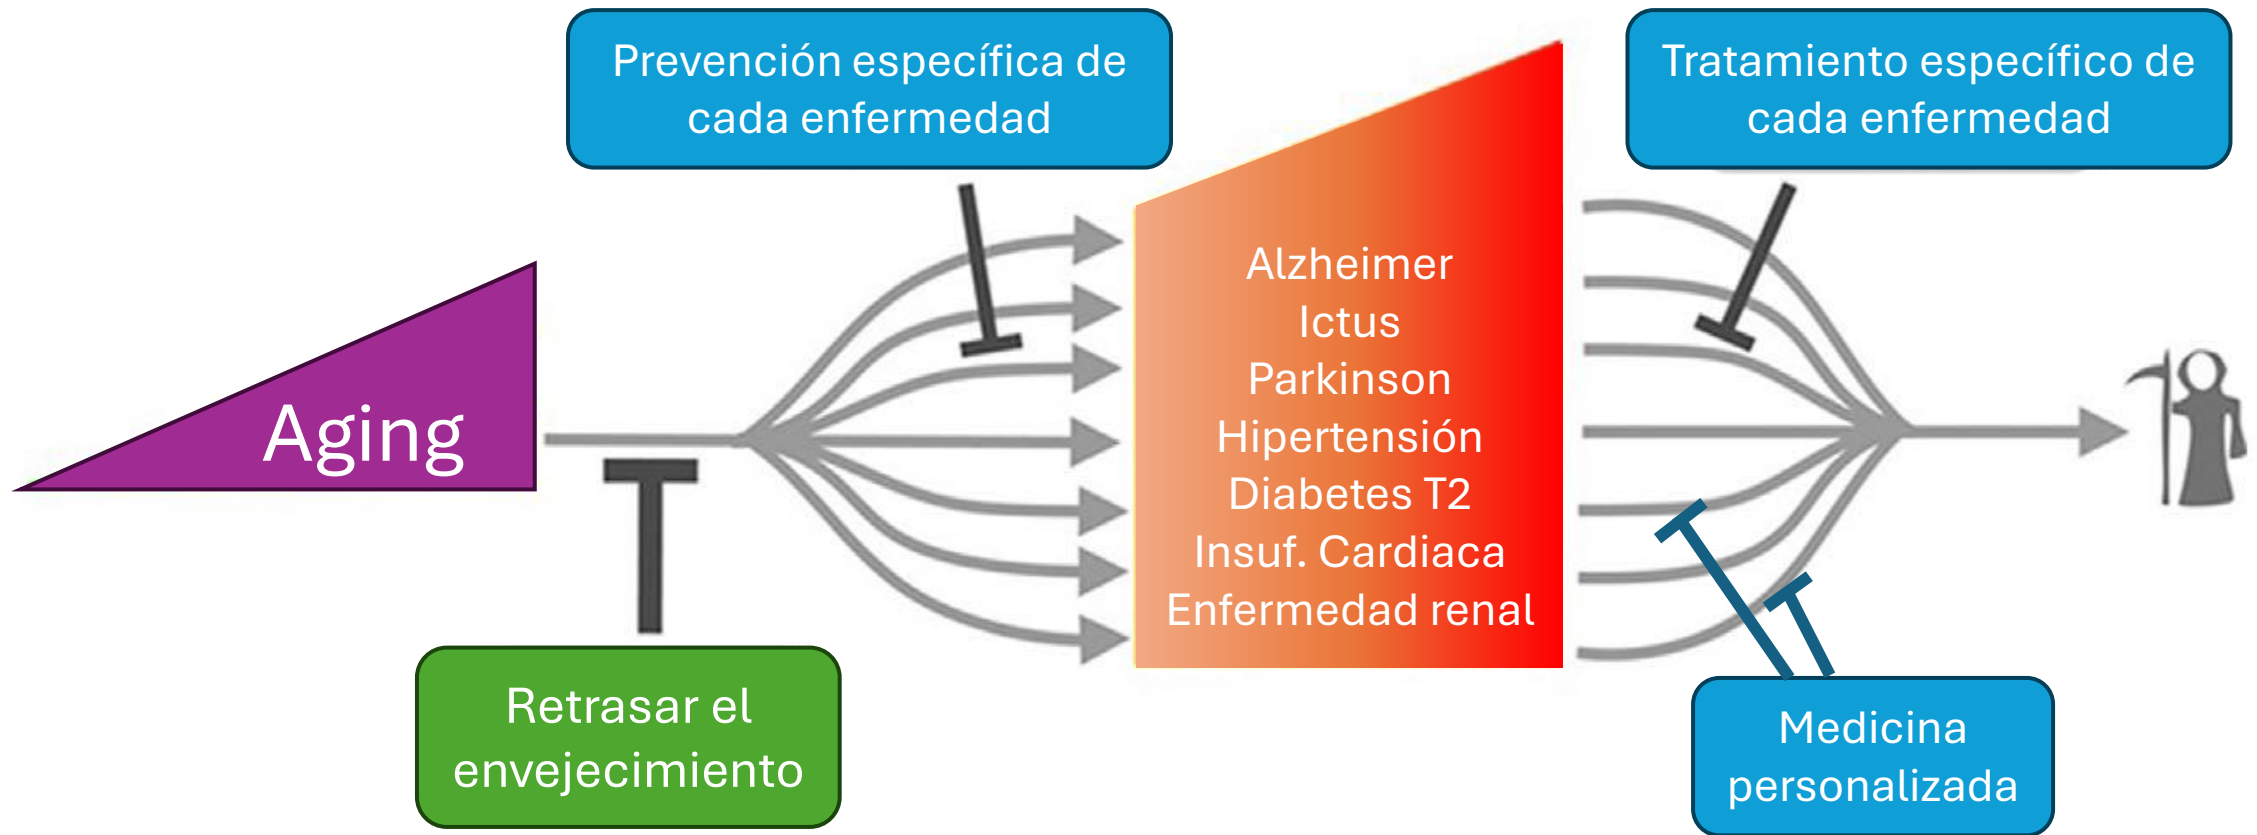 Prevención específica de
cada enfermedad
Tratamiento específico de
cada enfermedad
Aging
Alzheimer
Ictus
Parkinson
Hipertensión
Diabetes T2
Insuf. Cardiaca
Enfermedad renal
Retrasar el
envejecimiento
Medicina
personalizada